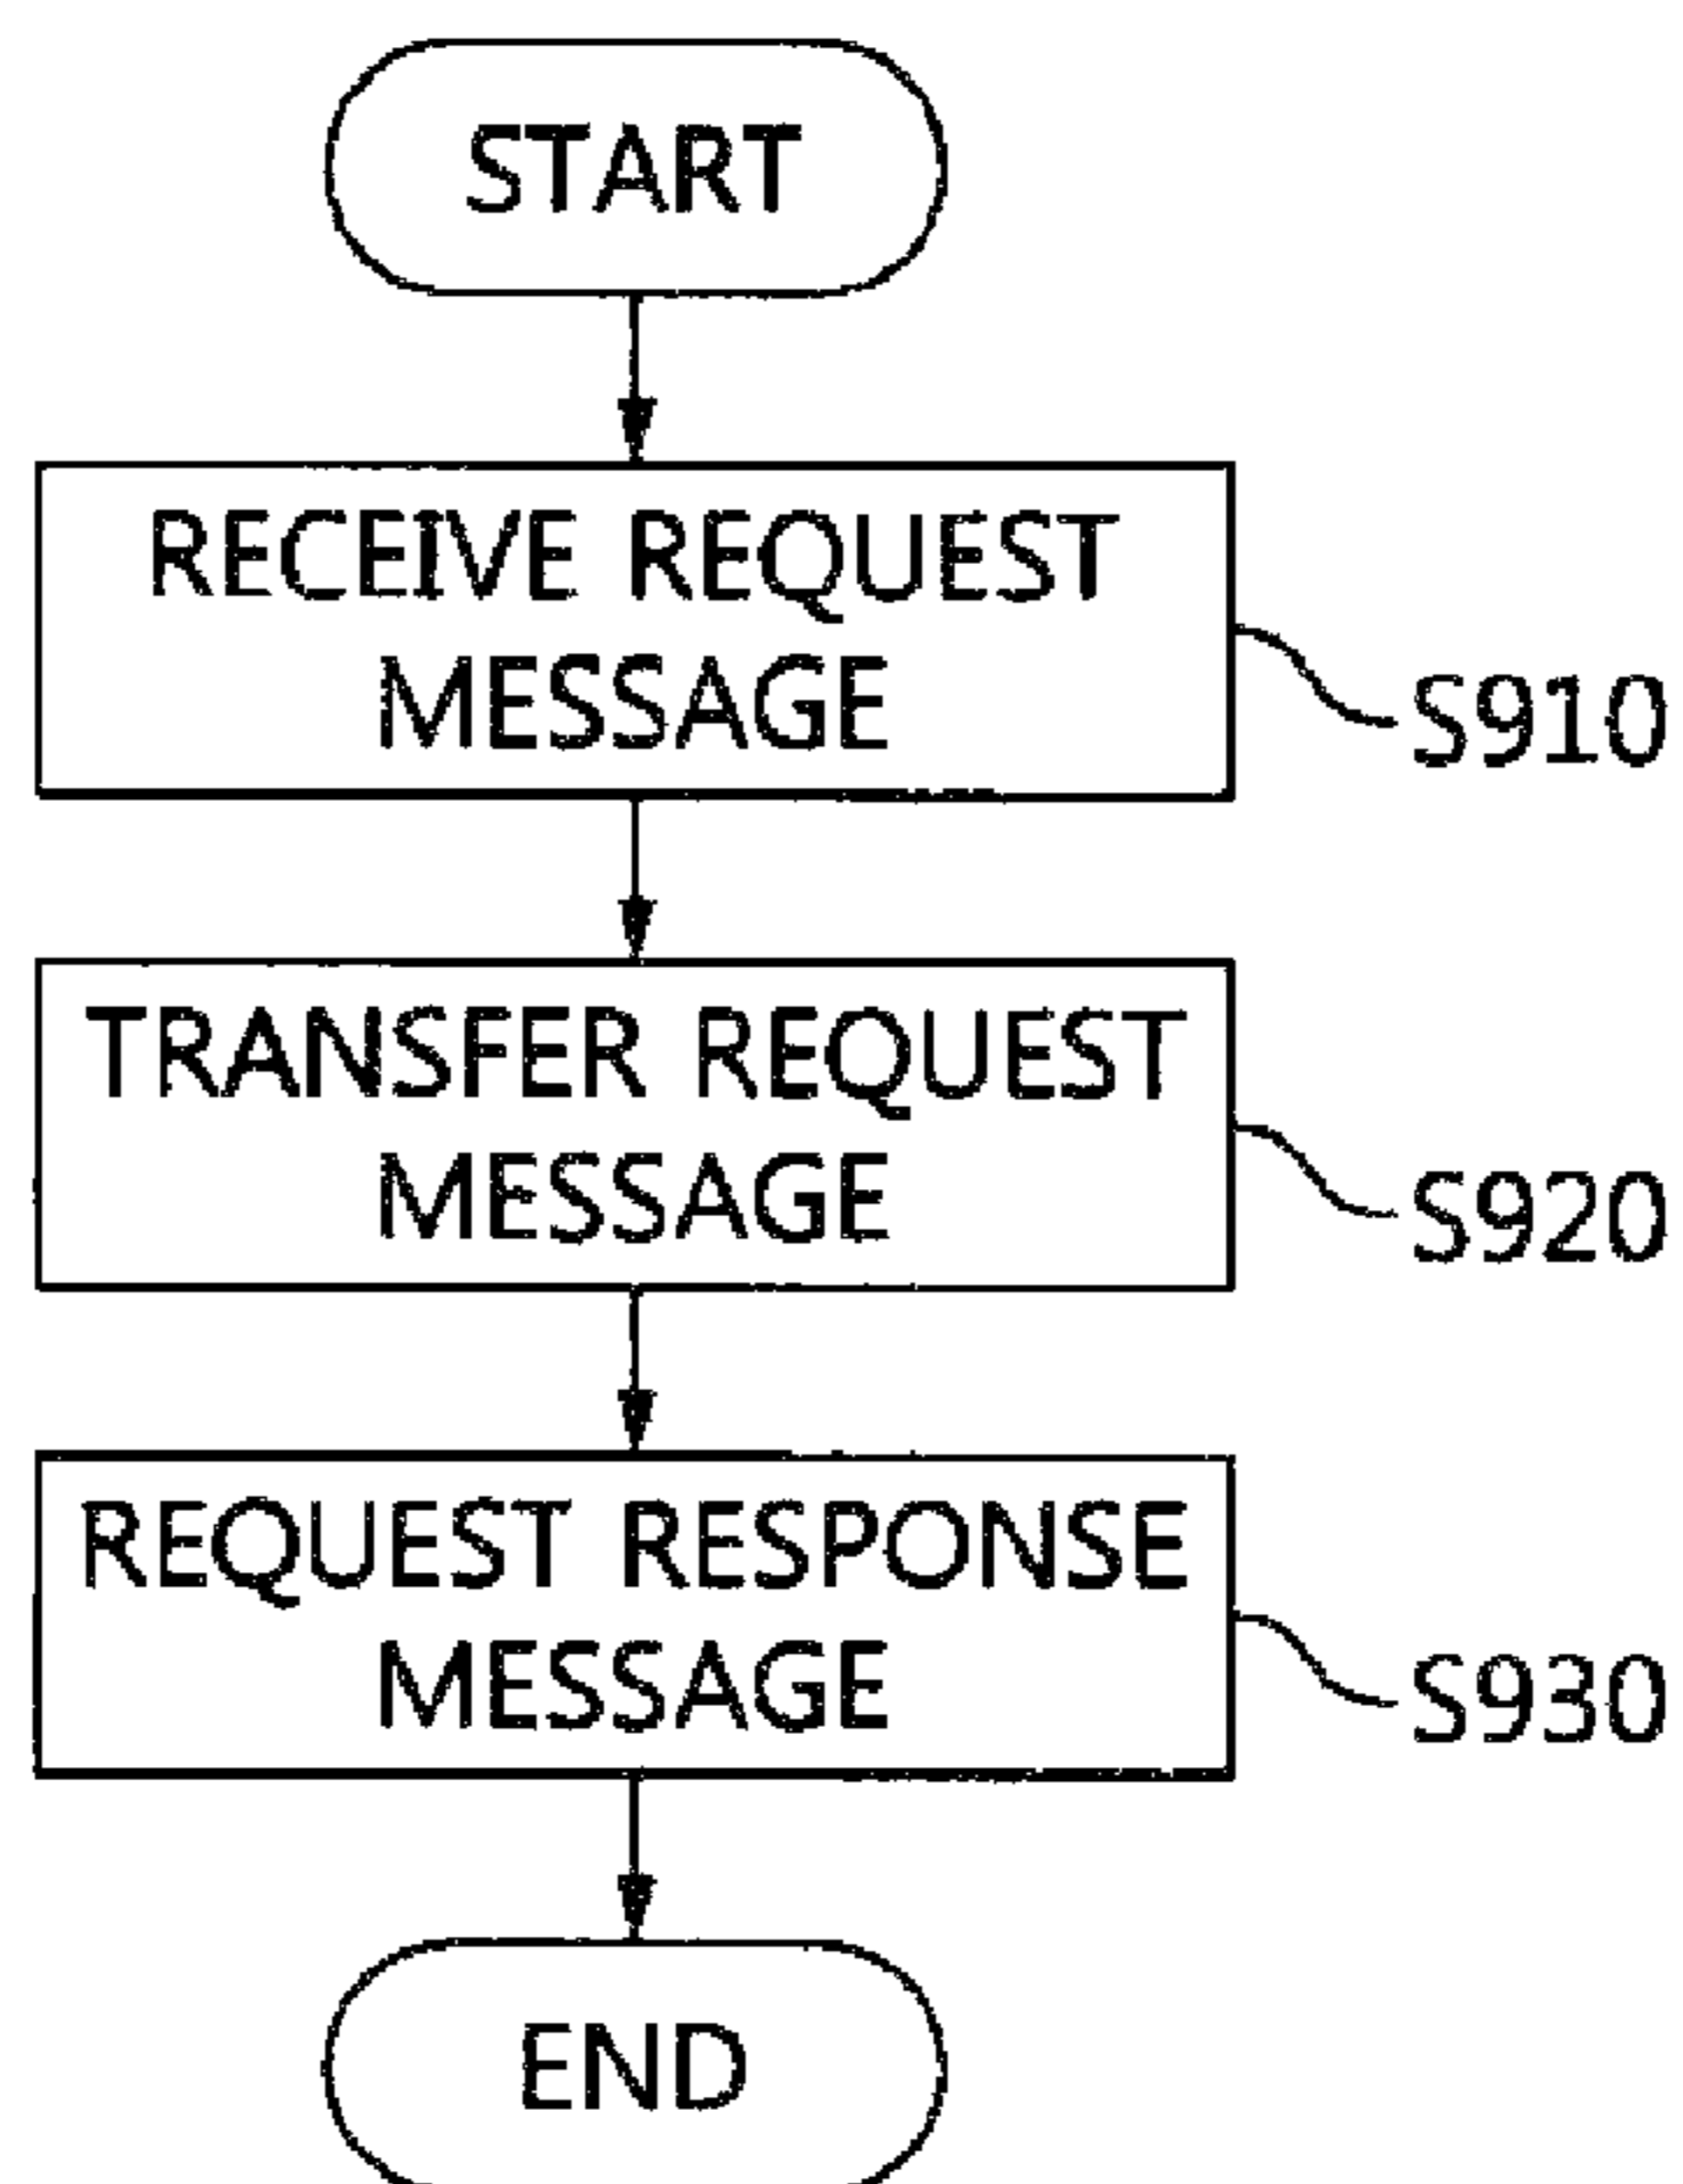 START
RECEIVE REQUEST
MESSAGE
S910
TRANSFER REQUEST
MESSAGE
S920
REQUEST RESPONSE
MESSAGE
S930
END